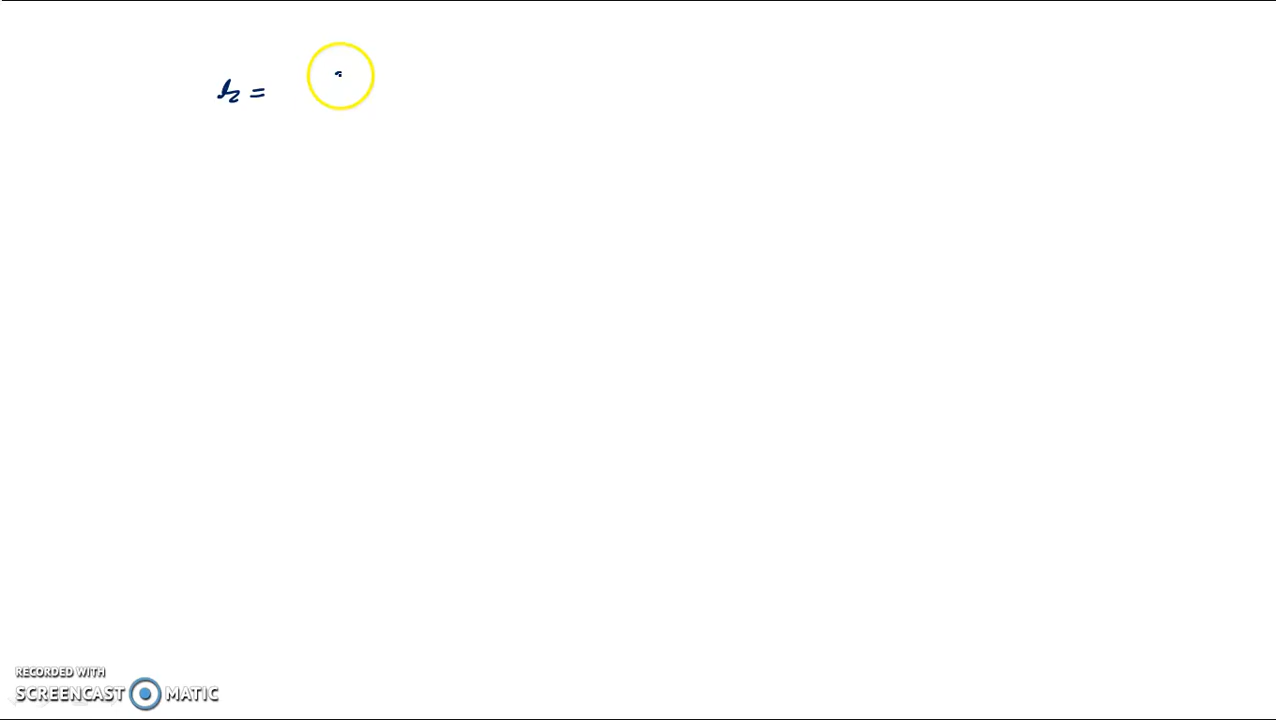 I₂ =
RECORDED WITH
SCREENCAST MATIC